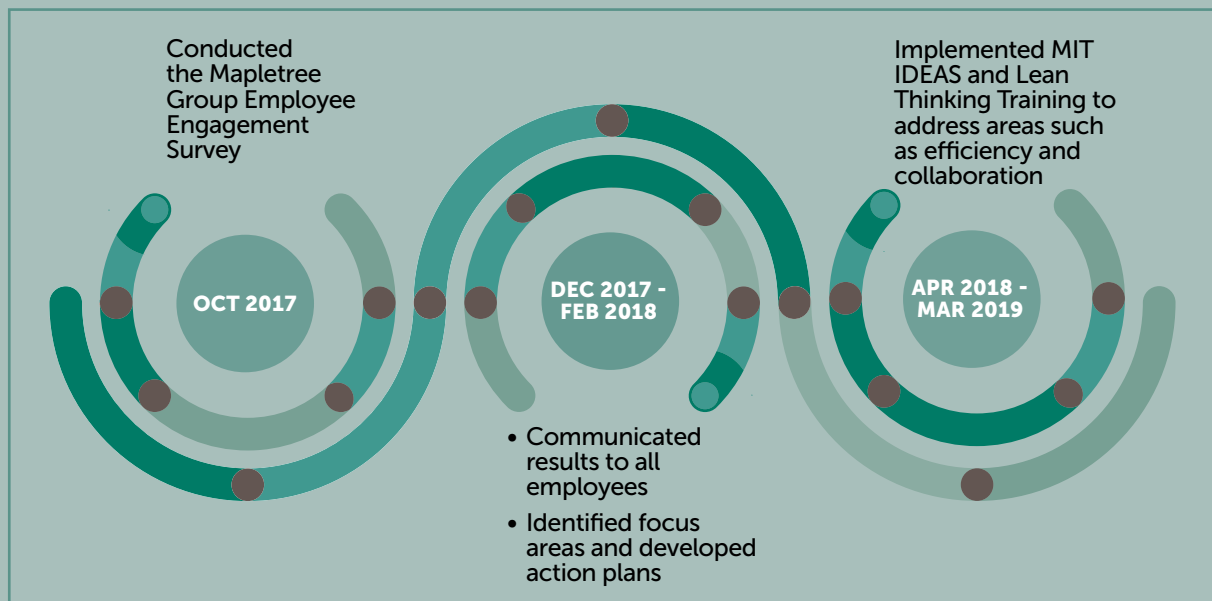 Conducted
the Mapletree
Group Employee
Engagement
Survey
OCT 2017
DEC 2017 -
FEB 2018
• Communicated
results to all
employees
• Identified focus
areas and developed
action plans
Implemented MIT
IDEAS and Lean
Thinking Training to
address areas such
as efficiency and
collaboration
APR 2018 -
MAR 2019